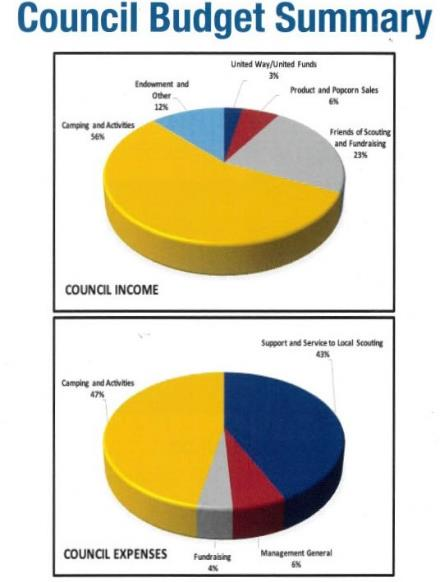 Council Budget Summary
United Way/United Funds
3%
Endowment and
Other
12%
Product and Popcorn Sales
6%
Camping and Activities
56%
Friends of Scouting
and Fundraising
23%
COUNCIL INCOME
Support and Service to Local Scouting
43%
Camping and Activities
47%
COUNCIL EXPENSES
Fundraising
4%
Management General
6%